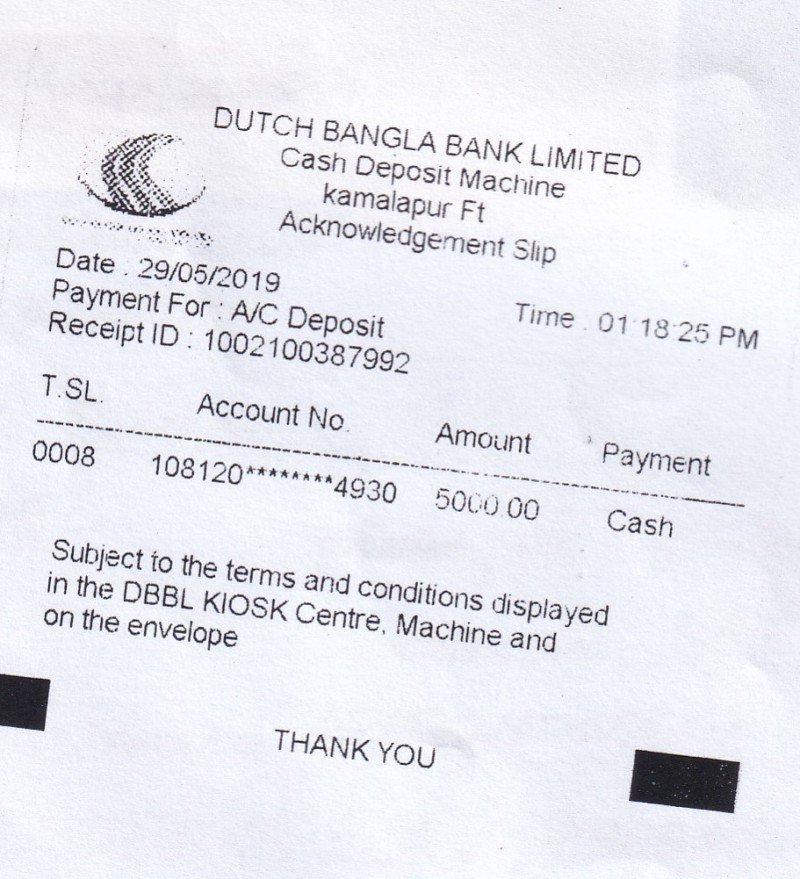 DUTCH BANGLA BANK LIMITED
Cash Deposit Machine
kamalapur Ft
Acknowledgement Slip
Date : 29/05/2019 Time : 01:18:25 PM
Payment For : A/C Deposit
Receipt ID : 1002100387992
T.SL. Account No. Amount Payment
0008 108120********4930 5000.00 Cash
Subject to the terms and conditions displayed
in the DBBL KIOSK Centre, Machine and
on the envelope
THANK YOU